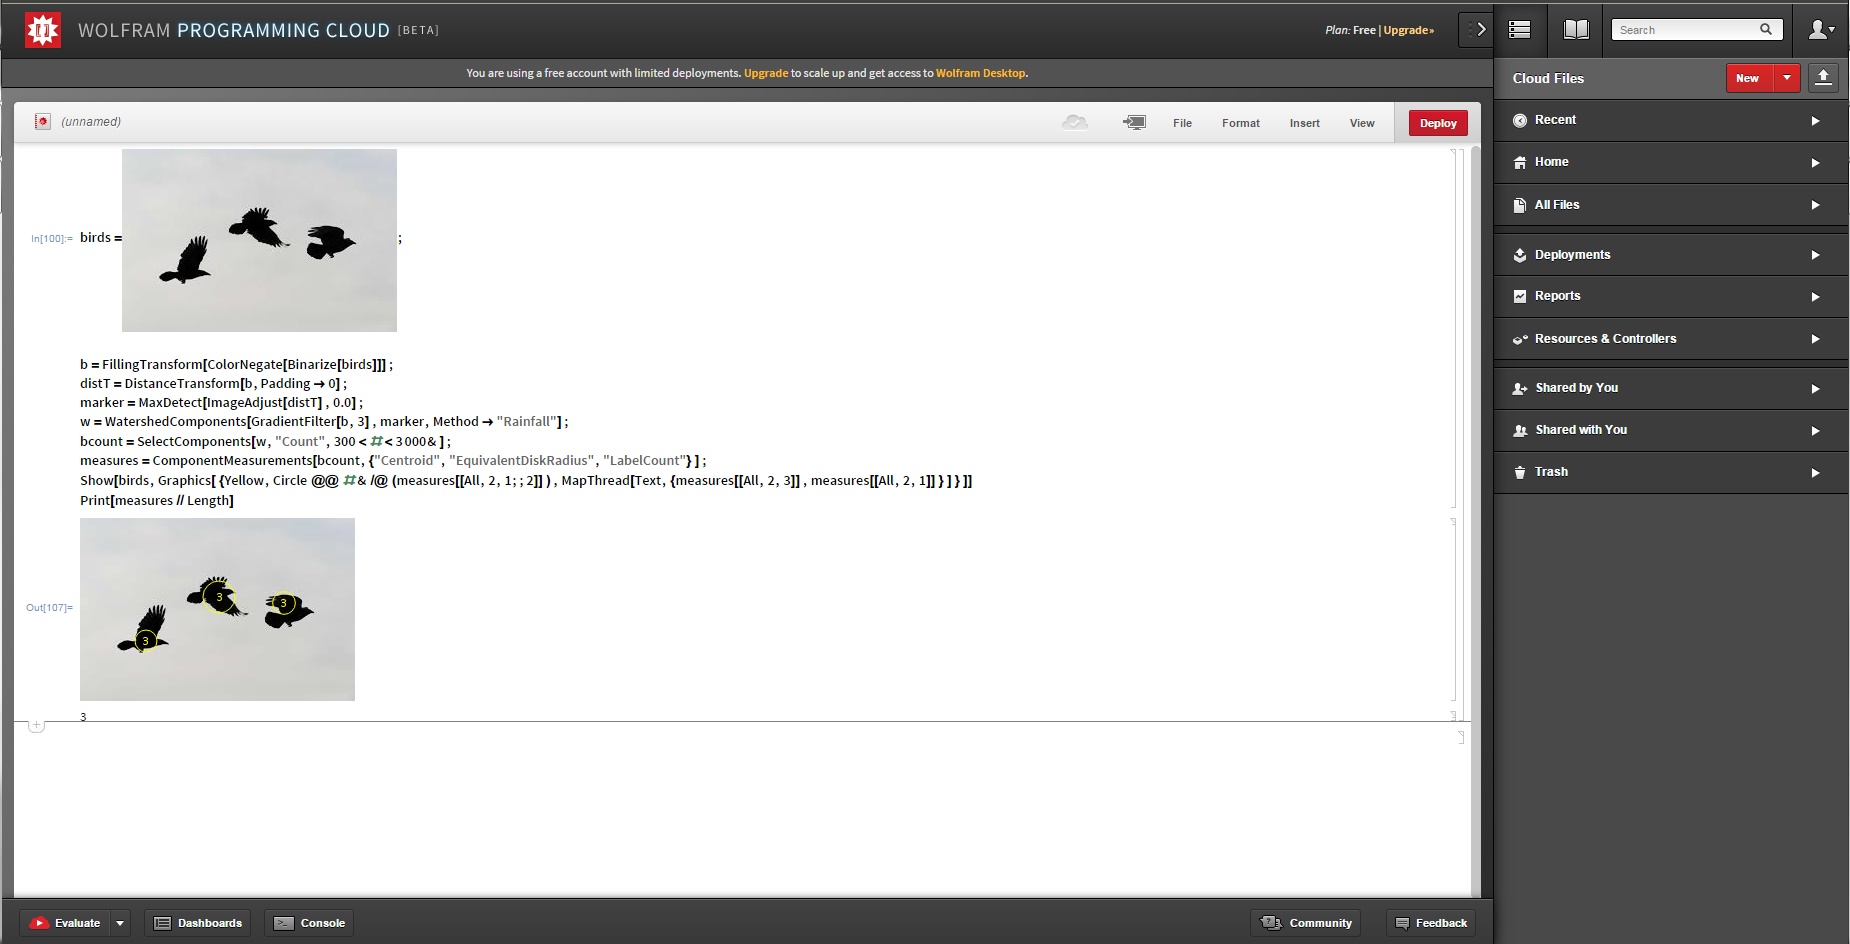 WOLFRAM PROGRAMMING CLOUD [BETA]
Plan: Free | Upgrade»
Search
You are using a free account with limited deployments. Upgrade to scale up and get access to Wolfram Desktop.
Cloud Files
New
(unnamed)
File
Format
Insert
View
Deploy
Recent
Home
All Files
Deployments
Reports
Resources & Controllers
Shared by You
Shared with You
Trash
In[100]:= birds = ;
b = FillingTransform[ColorNegate[Binarize[birds]]] ;
distT = DistanceTransform[b, Padding → 0] ;
marker = MaxDetect[ImageAdjust[distT] , 0.0] ;
w = WatershedComponents[GradientFilter[b, 3] , marker, Method → "Rainfall"] ;
bcount = SelectComponents[w, "Count", 300 < # < 3000& ] ;
measures = ComponentMeasurements[bcount, {"Centroid", "EquivalentDiskRadius", "LabelCount"} ] ;
Show[birds, Graphics[ {Yellow, Circle @@ # & /@ (measures[[All, 2, 1 ; ; 2]] ) , MapThread[Text, {measures[[All, 2, 3]] , measures[[All, 2, 1]] } ] } ]]
Print[measures // Length]
Out[107]=
3
3
3
3
Evaluate
Dashboards
Console
Community
Feedback